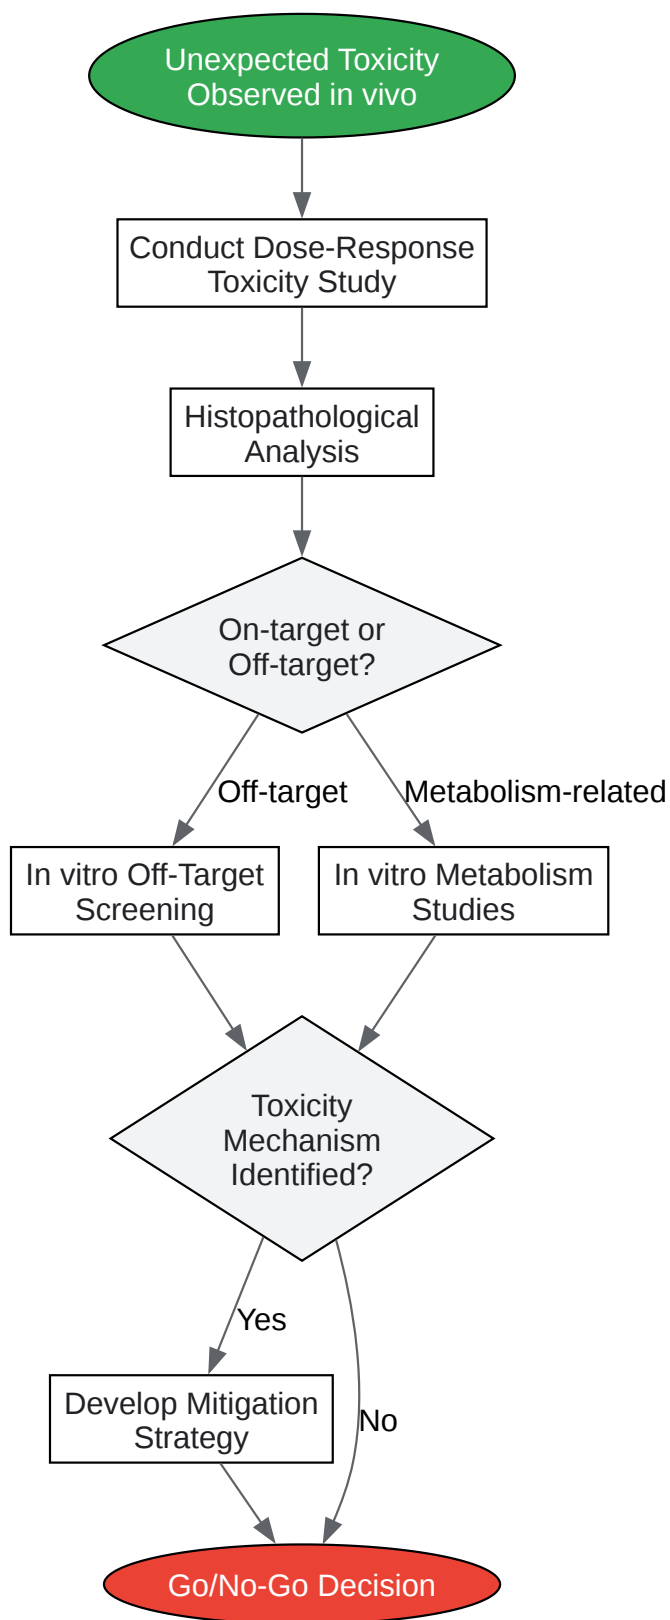 Unexpected Toxicity
Observed in vivo
Conduct Dose-Response
Toxicity Study
Histopathological
Analysis
On-target or
Off-target?
Off-target
Metabolism-related
In vitro Off-Target
Screening
In vitro Metabolism
Studies
Toxicity
Mechanism
Identified?
Yes
Develop Mitigation
Strategy
No
Go/No-Go Decision